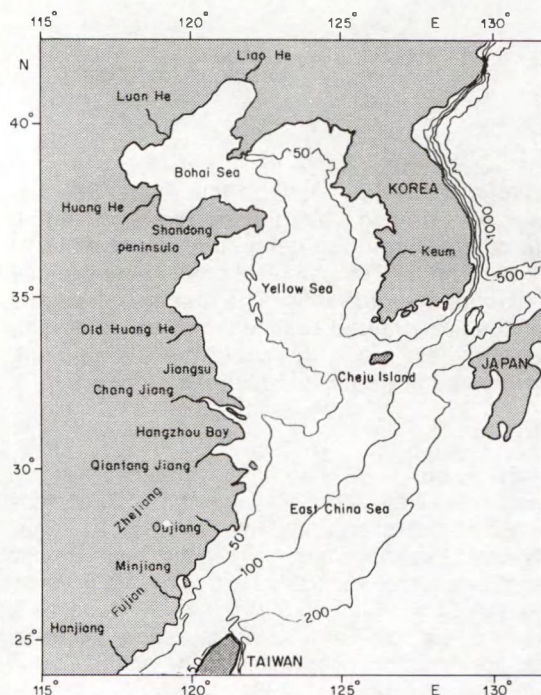 115°
120°
125°
E
130°
N
40°
35°
30°
25°
Liao He
Luan He
Bohai Sea
50
Huang He
KOREA
Shandong
peninsula
1000
Keum
500
Yellow Sea
Old Huang He
Cheju Island
JAPAN
Jiangsu
Chang Jiang
Hangzhou Bay
Qiantang Jiang
East China Sea
Zhejiang
Oujiang
50
100
Minjiang
Fujian
200
Hanjiang
50
TAIWAN
115°
120°
125°
130°